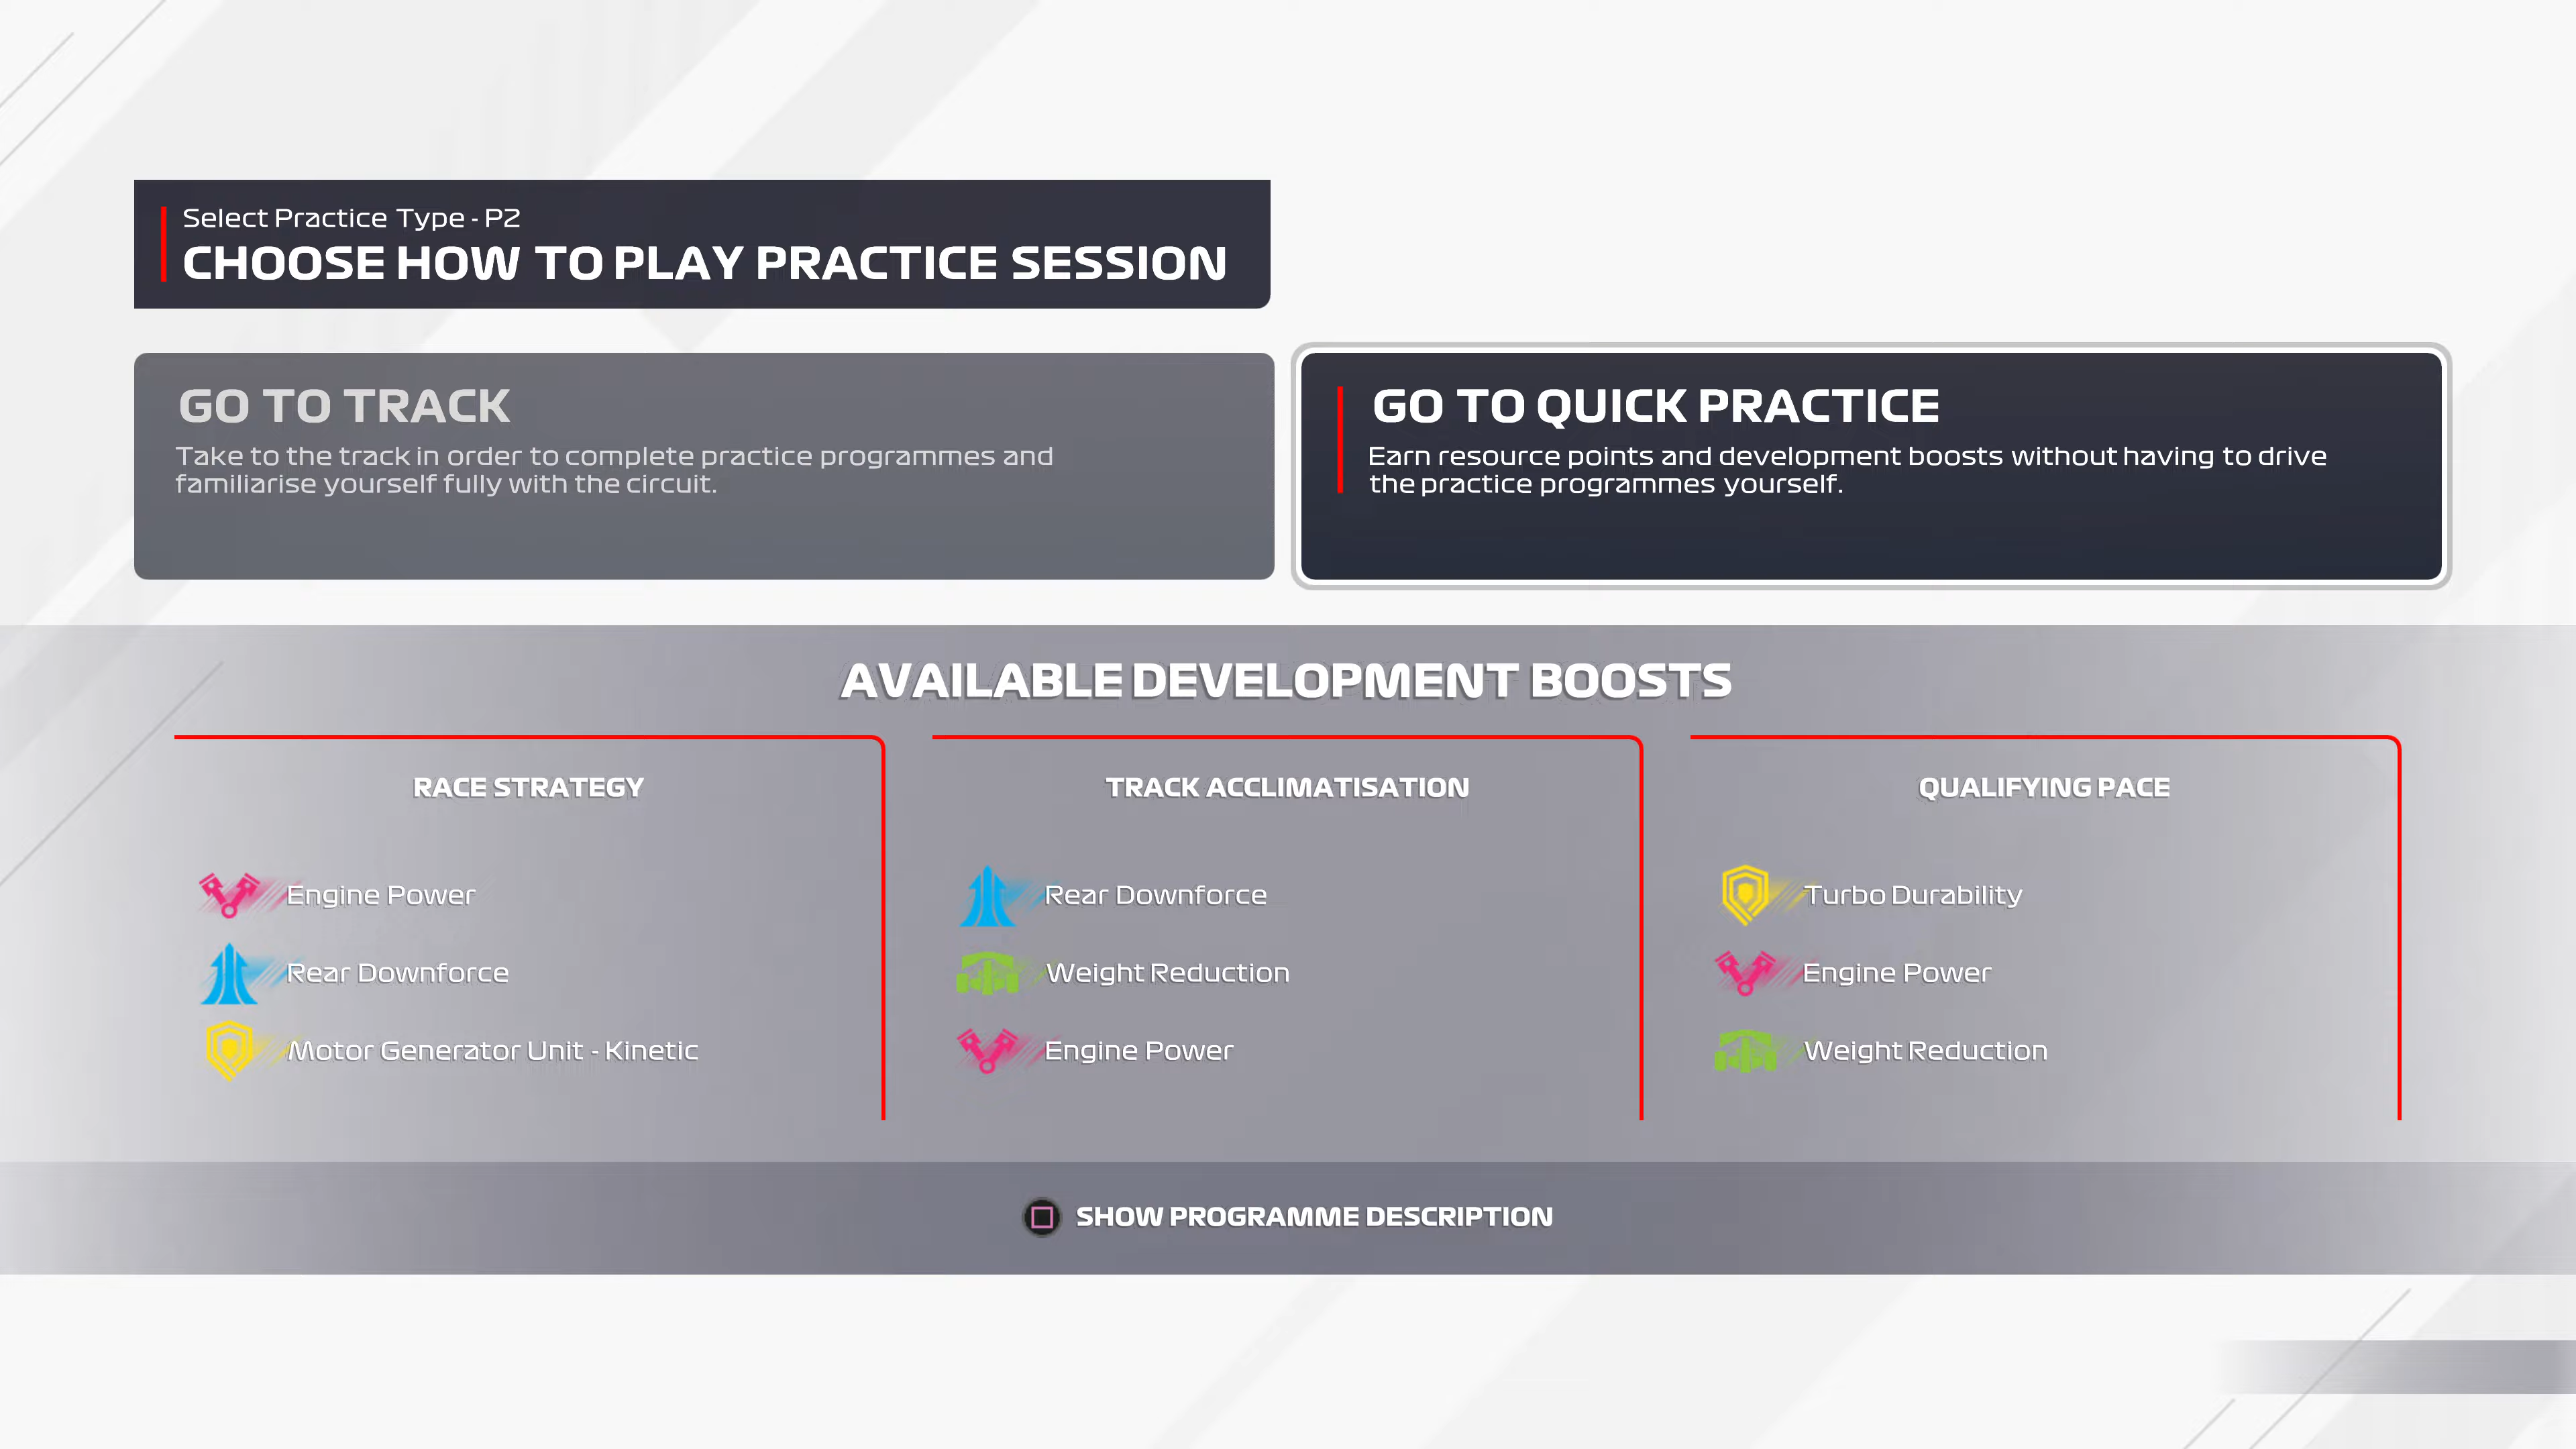 Select Practice Type - P2
CHOOSE HOW TO PLAY PRACTICE SESSION
GO TO TRACK
Take to the track in order to complete practice programmes and
familiarise yourself fully with the circuit.
GO TO QUICK PRACTICE
Earn resource points and development boosts without having to drive
the practice programmes yourself.
AVAILABLE DEVELOPMENT BOOSTS
RACE STRATEGY
Engine Power
Rear Downforce
Motor Generator Unit - Kinetic
TRACK ACCLIMATISATION
Rear Downforce
Weight Reduction
Engine Power
QUALIFYING PACE
Turbo Durability
Engine Power
Weight Reduction
SHOW PROGRAMME DESCRIPTION